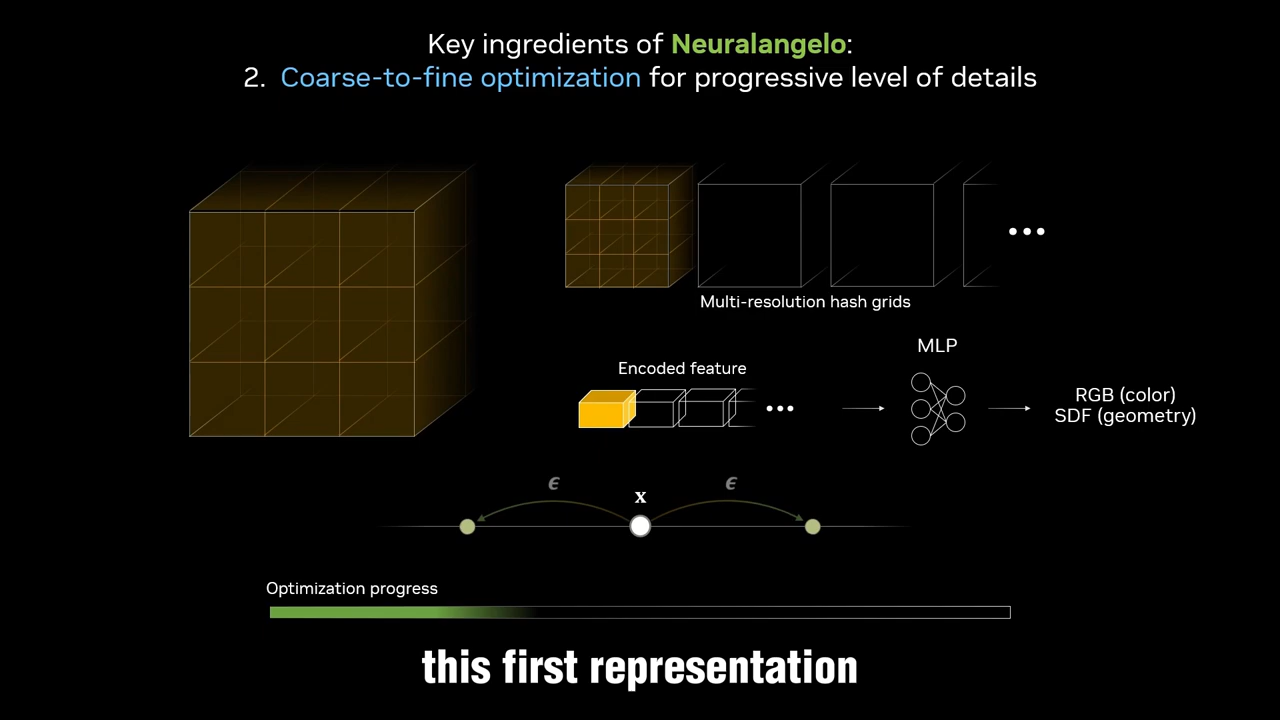 Key ingredients of Neuralangelo:
2. Coarse-to-fine optimization for progressive level of details
Multi-resolution hash grids
MLP
Encoded feature
RGB (color)
SDF (geometry)
ϵ
ϵ
x
Optimization progress
this first representation